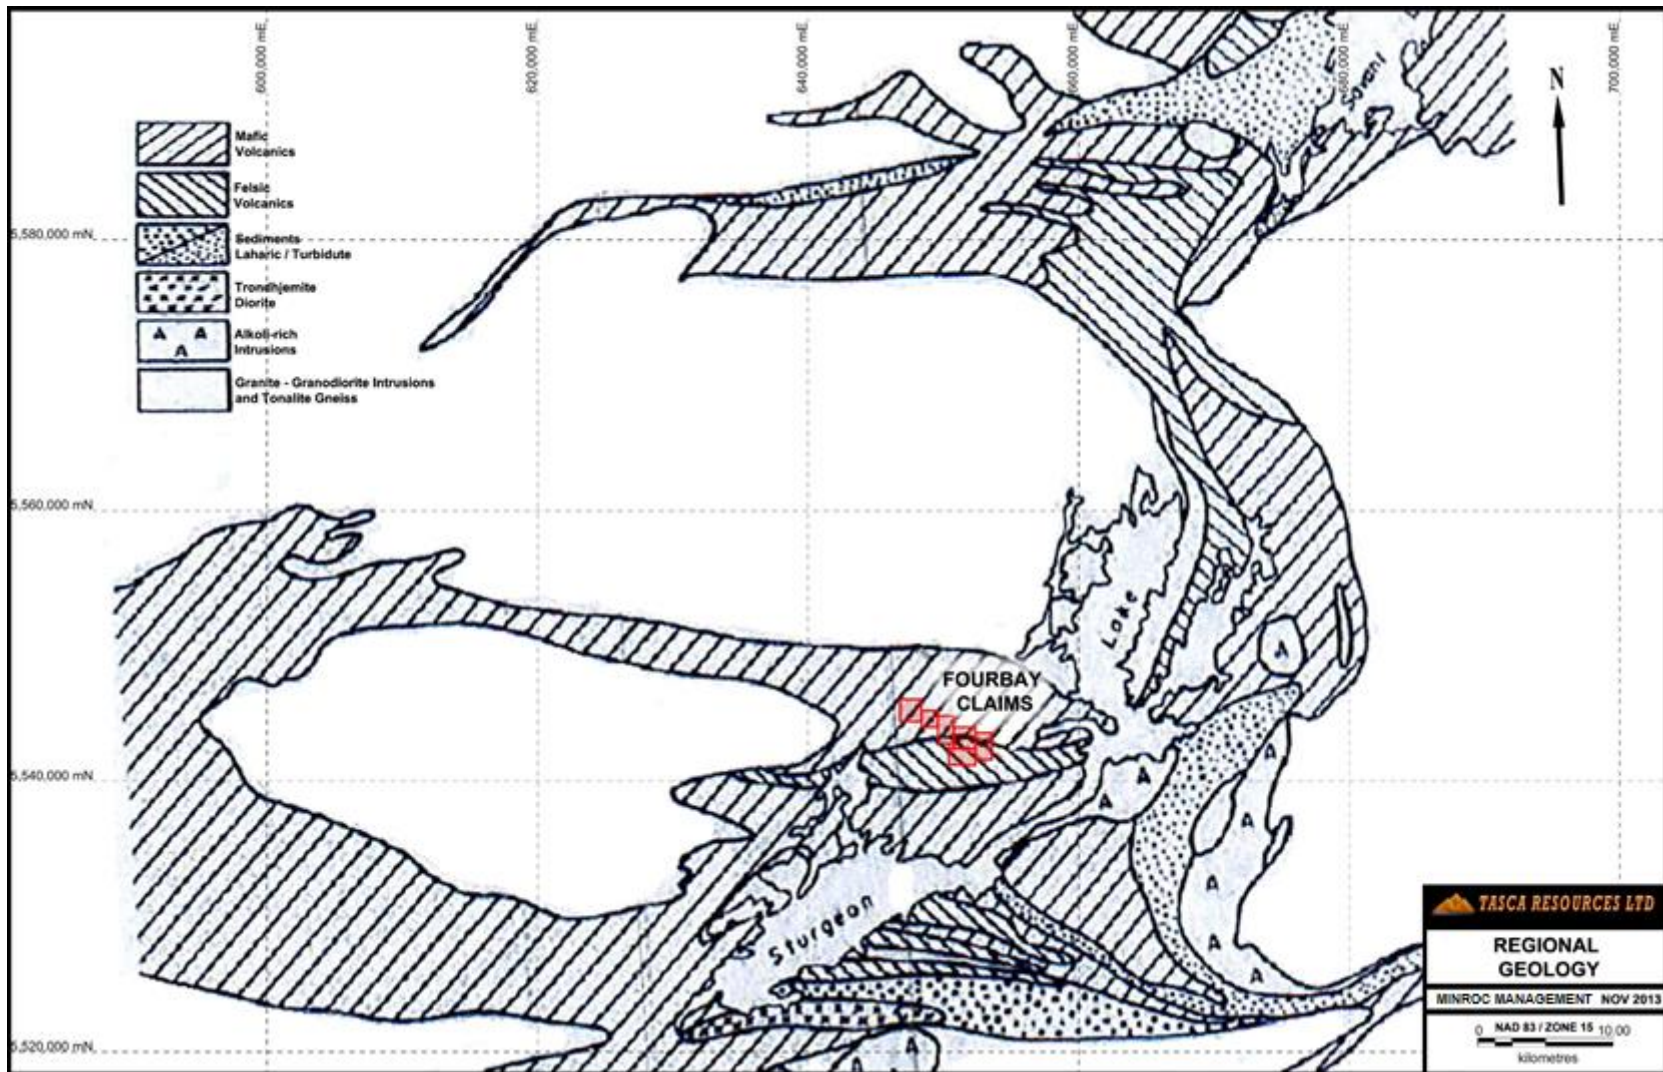 600,000 mE
620,000 mE
640,000 mE
660,000 mE
680,000 mE
700,000 mE
Savant
N
Mafic
Volcanics
Felsic
Volcanics
Sediments
Laharic / Turbidute
Trondhjemite
Diorite
A A
A
Alkali-rich
Intrusions
Granite - Granodiorite Intrusions
and Tonalite Gneiss
5,580,000 mN
5,560,000 mN
Lake
A
FOURBAY
CLAIMS
5,540,000 mN
A
A
A
A
A
Sturgeon
A
A
5,520,000 mN
A
A
TASCA RESOURCES LTD
REGIONAL
GEOLOGY
MINROC MANAGEMENT NOV 2013
0 NAD 83 / ZONE 15 10.00
kilometres